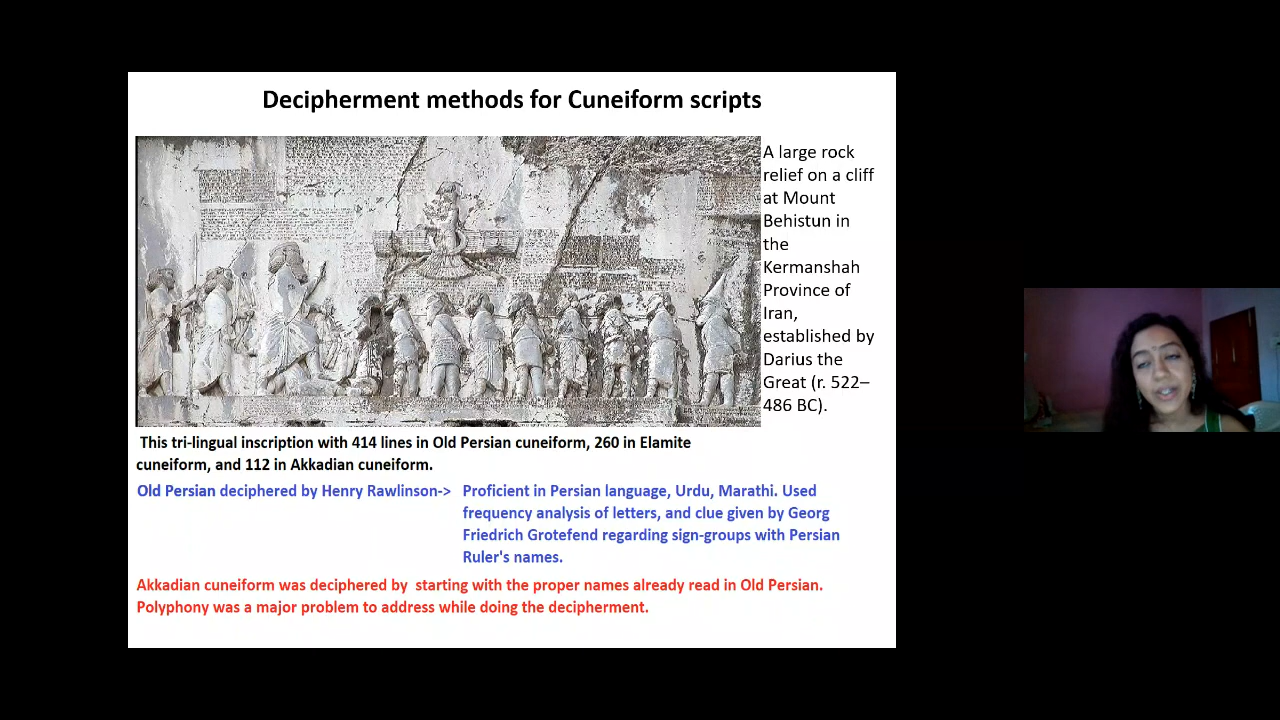 Decipherment methods for Cuneiform scripts
A large rock
relief on a cliff
at Mount
Behistun in
the
Kermanshah
Province of
Iran,
established by
Darius the
Great (r. 522–
486 BC).
This tri-lingual inscription with 414 lines in Old Persian cuneiform, 260 in Elamite
cuneiform, and 112 in Akkadian cuneiform.
Old Persian deciphered by Henry Rawlinson->
Proficient in Persian language, Urdu, Marathi. Used
frequency analysis of letters, and clue given by Georg
Friedrich Grotefend regarding sign-groups with Persian
Ruler's names.
Akkadian cuneiform was deciphered by  starting with the proper names already read in Old Persian.
Polyphony was a major problem to address while doing the decipherment.